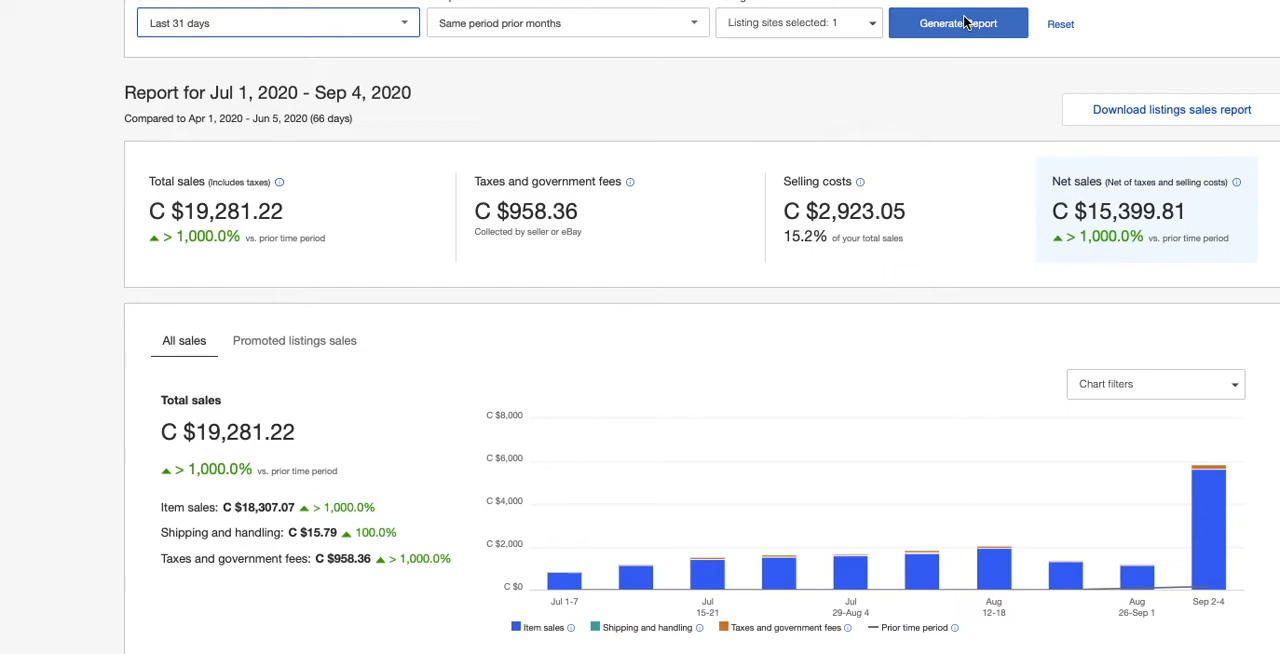 Last 31 days
Same period prior months
Listing sites selected: 1
Generate report
Reset
Report for Jul 1, 2020 - Sep 4, 2020
Compared to Apr 1, 2020 - Jun 5, 2020 (66 days)
Download listings sales report
Total sales (Includes taxes)
C $19,281.22
> 1,000.0% vs. prior time period
Taxes and government fees
C $958.36
Collected by seller or eBay
Selling costs
C $2,923.05
15.2% of your total sales
Net sales (Net of taxes and selling costs)
C $15,399.81
> 1,000.0% vs. prior time period
All sales
Promoted listings sales
Chart filters
Total sales
C $19,281.22
> 1,000.0% vs. prior time period
Item sales: C $18,307.07 > 1,000.0%
Shipping and handling: C $15.79 100.0%
Taxes and government fees: C $958.36 > 1,000.0%
C $8,000
C $6,000
C $4,000
C $2,000
C $0
Jul 1-7
Jul
15-21
Jul
29-Aug 4
Aug
12-18
Aug
26-Sep 1
Sep 2-4
Item sales
Shipping and handling
Taxes and government fees
Prior time period